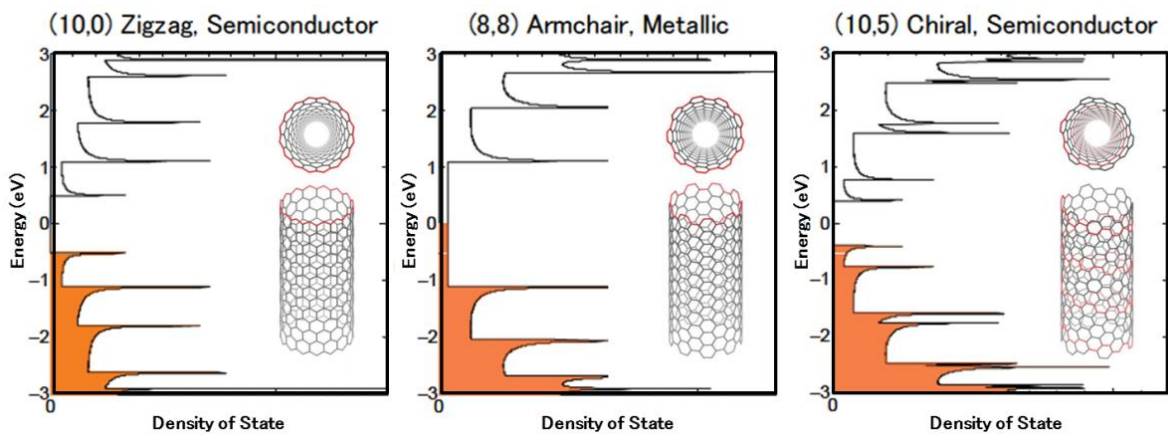 (10,0) Zigzag, Semiconductor
3
2
1
0
−1
−2
−3
Energy (eV)
0
Density of State
(8,8) Armchair, Metallic
3
2
1
0
−1
−2
−3
Energy (eV)
0
Density of State
(10,5) Chiral, Semiconductor
3
2
1
0
−1
−2
−3
Energy (eV)
0
Density of State